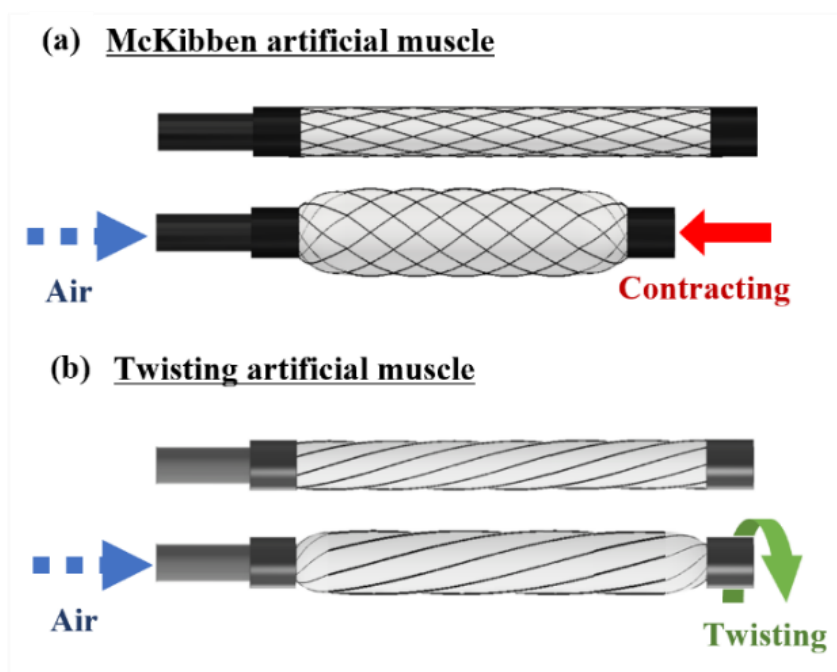 (a) McKibben artificial muscle
Air
Contracting
(b) Twisting artificial muscle
Air
Twisting